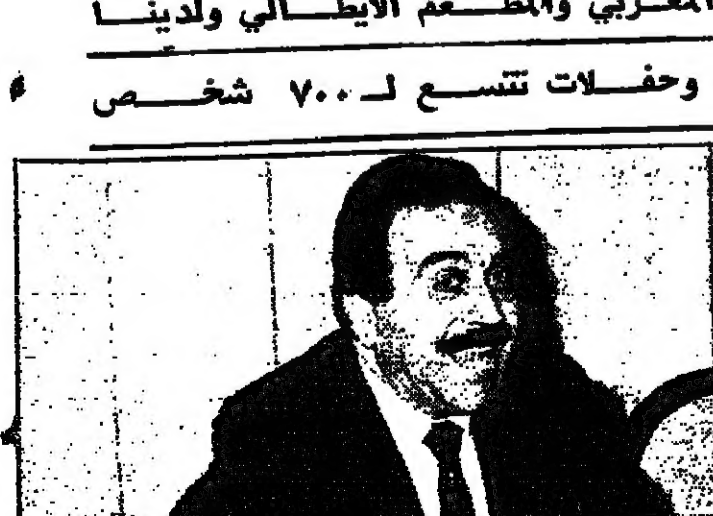 المغربي والمطعم الايطالي ولدينا
وحفلات تتسع لـ ٧٠٠ شخص